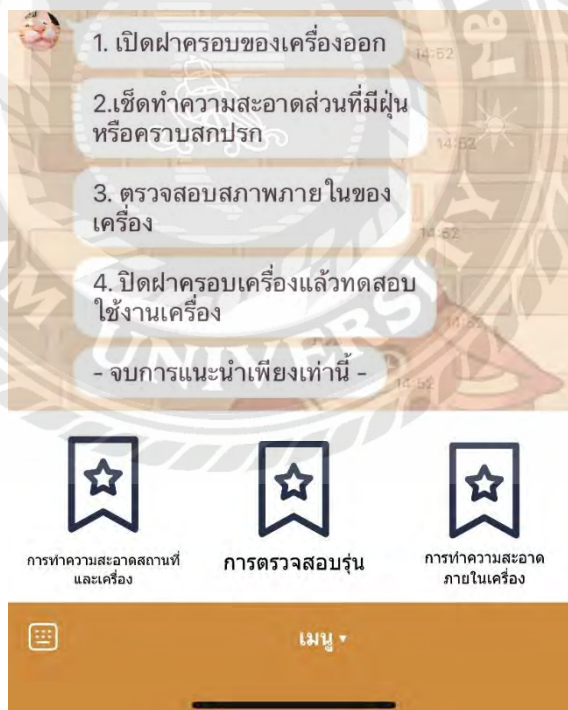 1. เปิดฝาครอบของเครื่องออก
14:52
2.เช็ดทำความสะอาดส่วนที่มีฝุ่น
หรือคราบสกปรก
14:52
3. ตรวจสอบสภาพภายในของ
เครื่อง
14:52
4. ปิดฝาครอบเครื่องแล้วทดสอบ
ใช้งานเครื่อง
14:52
- จบการแนะนำเพียงเท่านี้ -
14:52
UNIVERSITY
การทำความสะอาดสถานที่
และเครื่อง
การตรวจสอบรุ่น
การทำความสะอาด
ภายในเครื่อง
เมนู ▾